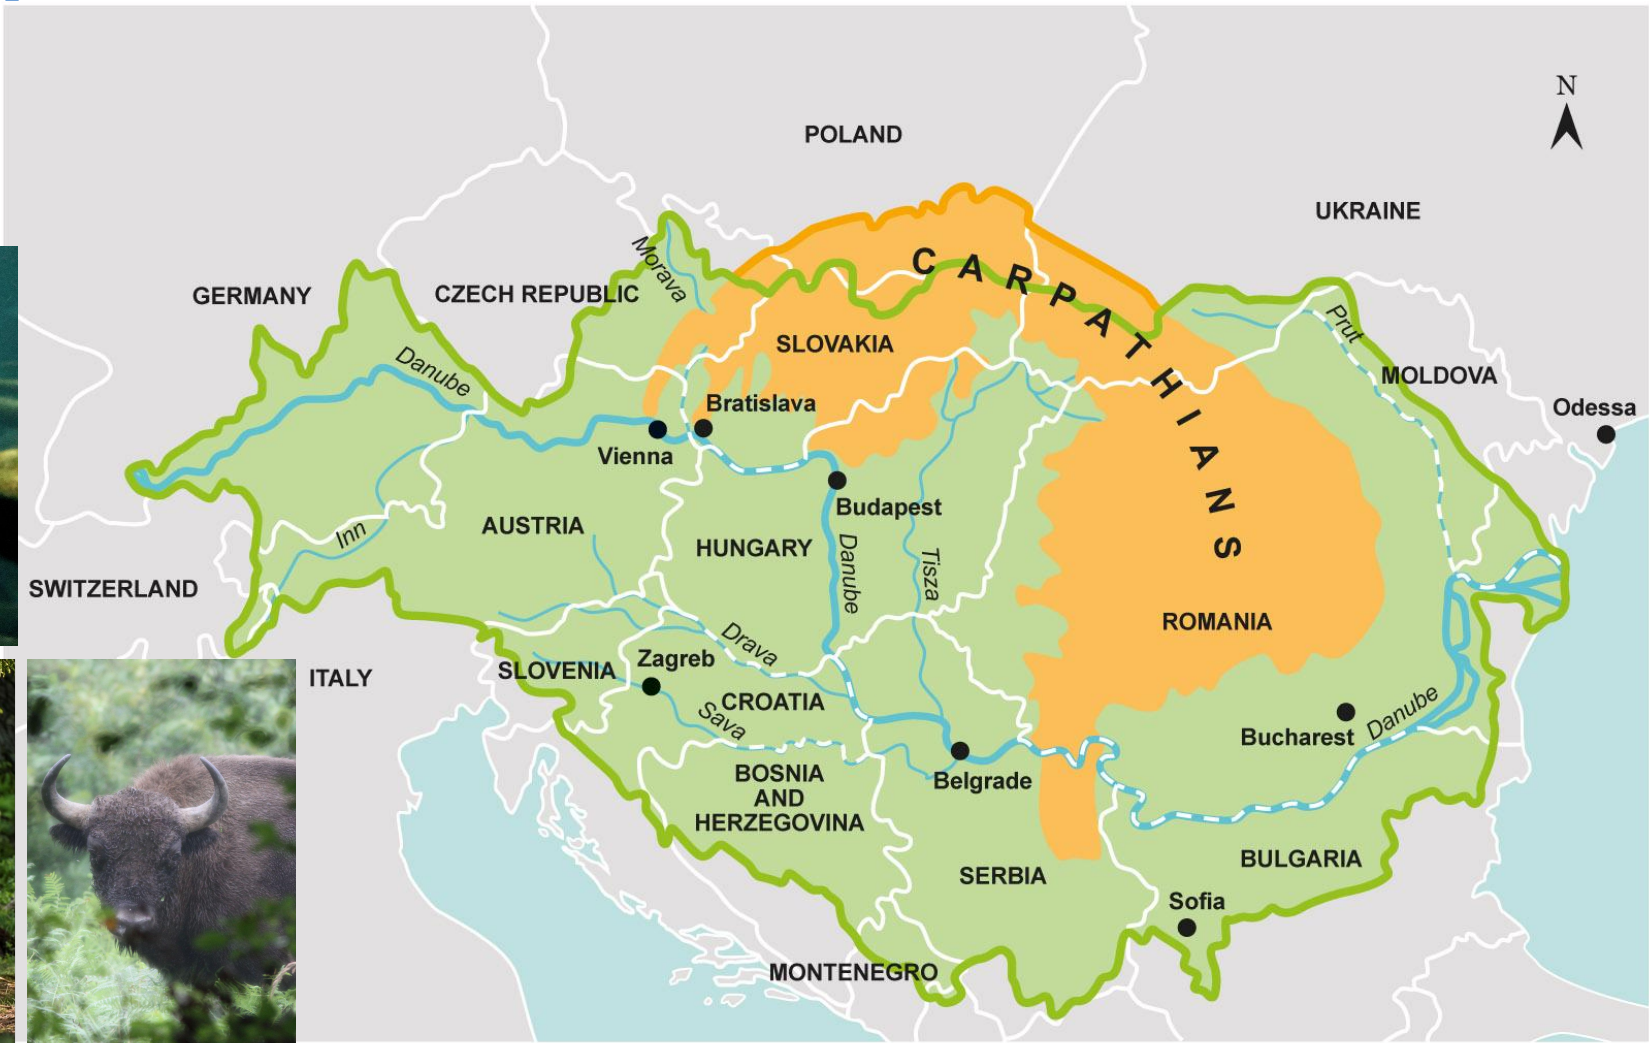 N
POLAND
UKRAINE
Morava
CARPATHIANS
GERMANY
CZECH REPUBLIC
Prut
SLOVAKIA
Danube
MOLDOVA
Bratislava
Odessa
Vienna
Budapest
AUSTRIA
Inn
HUNGARY
Danube
Tisza
SWITZERLAND
ROMANIA
Drava
Zagreb
SLOVENIA
ITALY
CROATIA
Sava
Danube
Bucharest
BOSNIA
AND
HERZEGOVINA
Belgrade
BULGARIA
SERBIA
Sofia
MONTENEGRO